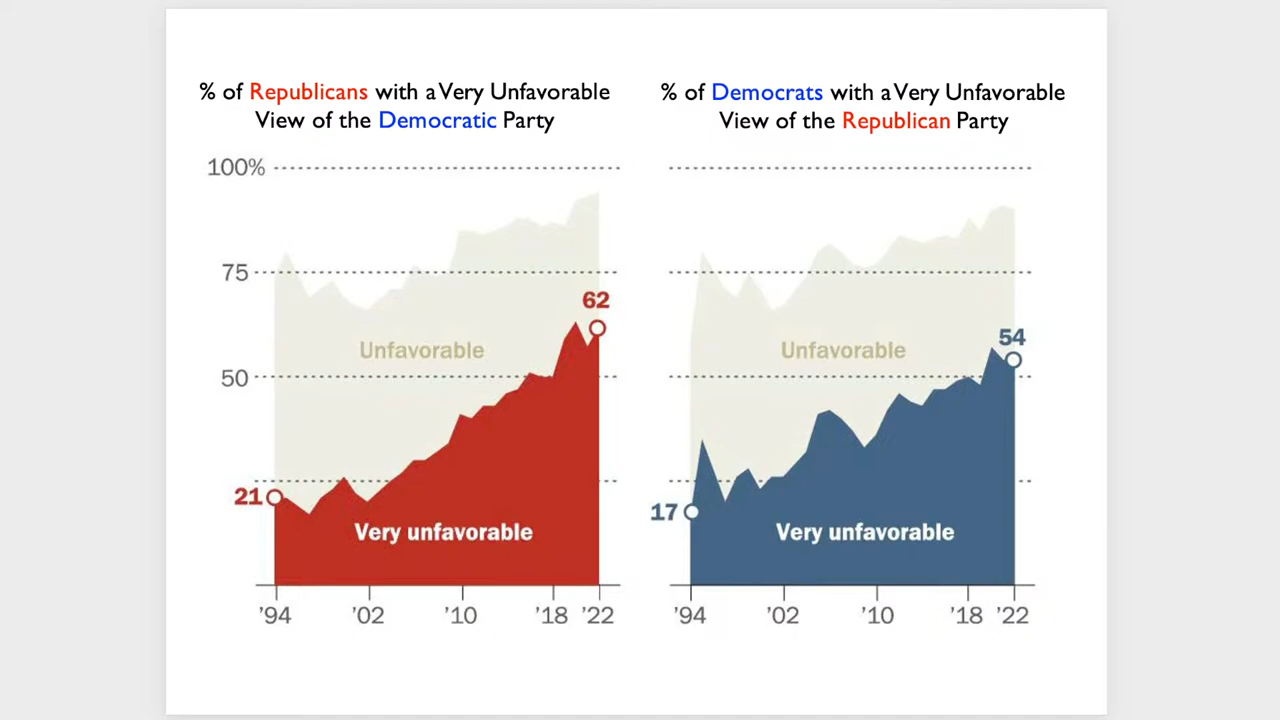 % of Republicans with a Very Unfavorable
View of the Democratic Party
100%
75
50
62
21
Unfavorable
Very unfavorable
’94 ’02 ’10 ’18 ’22
% of Democrats with a Very Unfavorable
View of the Republican Party
54
17
Unfavorable
Very unfavorable
’94 ’02 ’10 ’18 ’22